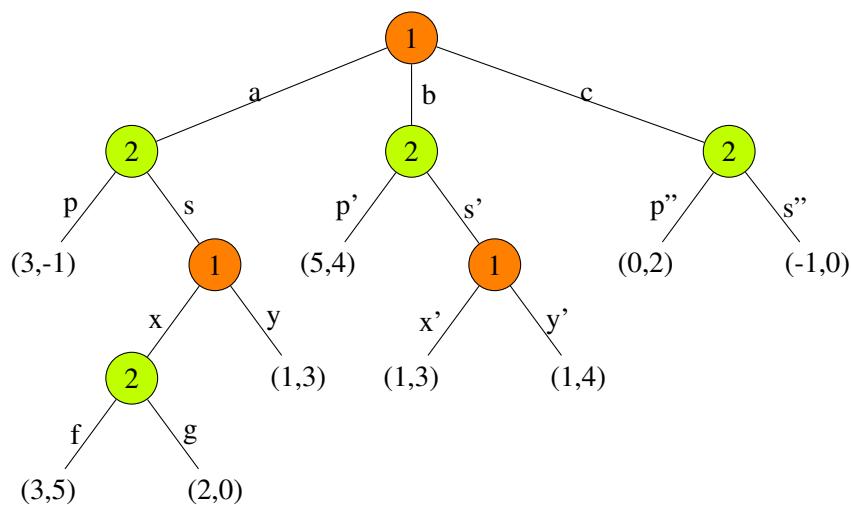 1
a
b
c
2
2
2
p
s
p’
s’
p”
s”
(3,-1)
1
(5,4)
1
(0,2)
(-1,0)
x
y
x’
y’
2
(1,3)
(1,3)
(1,4)
f
g
(3,5)
(2,0)